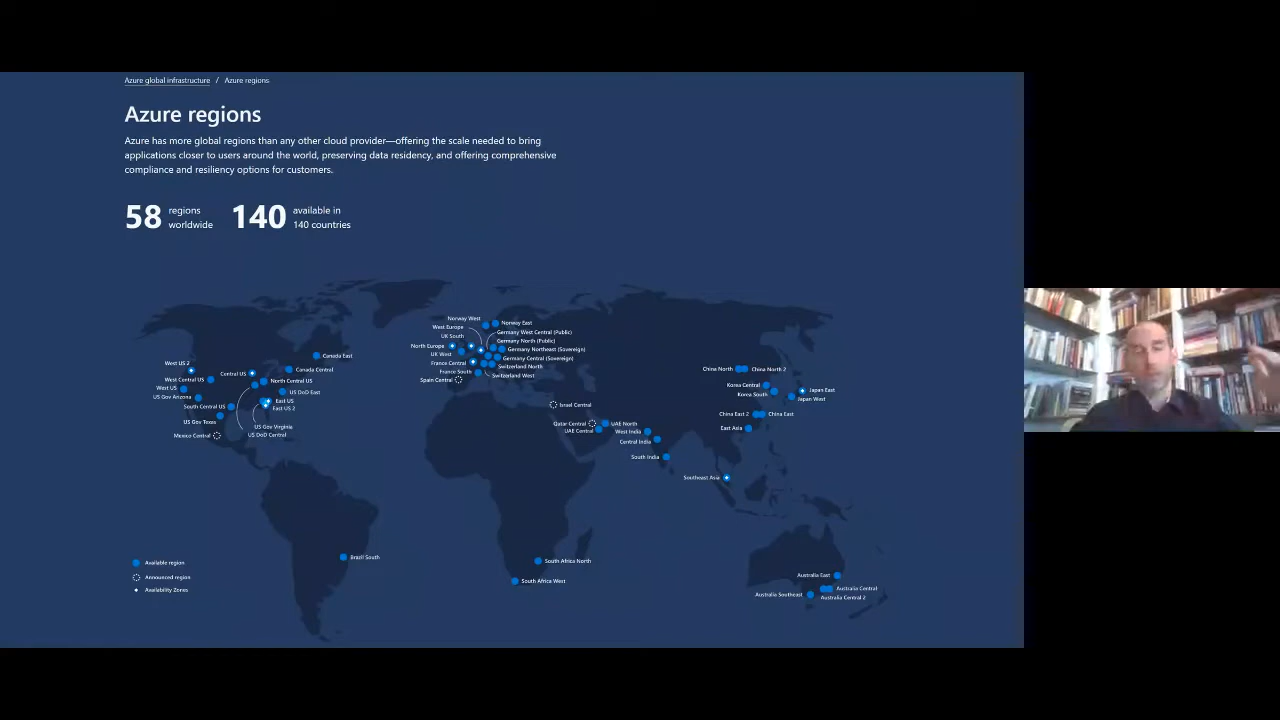 Azure global infrastructure / Azure regions
Azure regions
Azure has more global regions than any other cloud provider—offering the scale needed to bring
applications closer to users around the world, preserving data residency, and offering comprehensive
compliance and resiliency options for customers.
58 regions worldwide
140 available in 140 countries
West US 2
West Central US
West US
US Gov Arizona
South Central US
US Gov Texas
Mexico Central
Central US
Canada East
Canada Central
North Central US
US DoD East
East US
East US 2
US Gov Virginia
US DoD Central
Brazil South
Norway West
Norway East
West Europe
UK South
North Europe
UK West
France Central
France South
Spain Central
Germany West Central (Public)
Germany North (Public)
Germany Northeast (Sovereign)
Germany Central (Sovereign)
Switzerland North
Switzerland West
Israel Central
Qatar Central
UAE North
UAE Central
West India
Central India
South India
Southeast Asia
China North
China North 2
Korea Central
Korea South
Japan East
Japan West
China East 2
China East
East Asia
South Africa North
South Africa West
Australia East
Australia Central
Australia Southeast
Australia Central 2
Available region
Announced region
Availability Zones